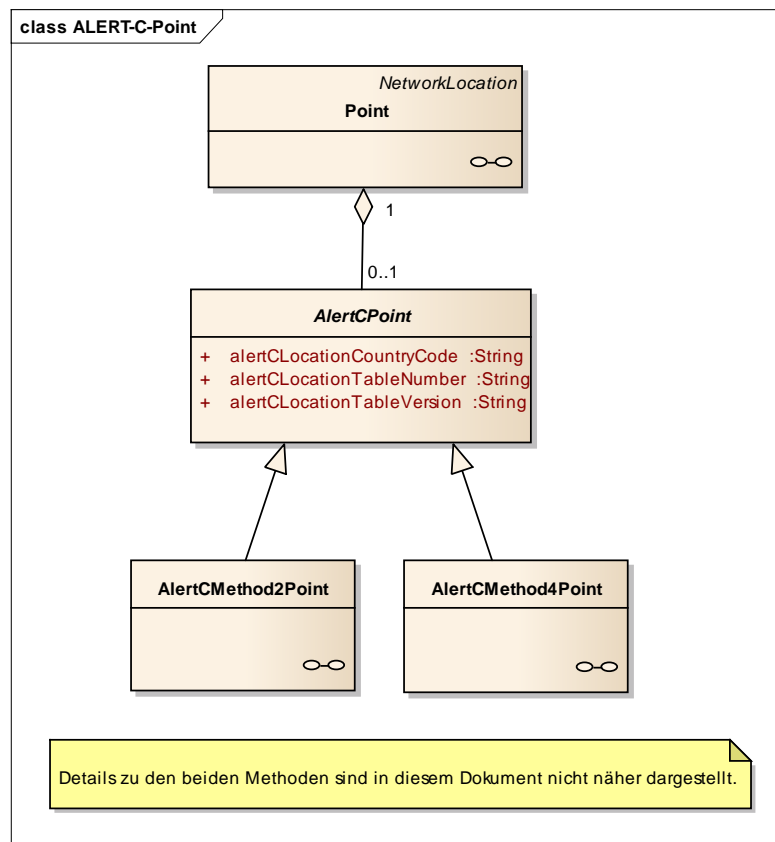 class ALERT-C-Point
NetworkLocation
Point
1
0..1
AlertCPoint
+ alertCLocationCountryCode :String
+ alertCLocationTableNumber :String
+ alertCLocationTableVersion :String
AlertCMethod2Point
AlertCMethod4Point
Details zu den beiden Methoden sind in diesem Dokument nicht näher dargestellt.